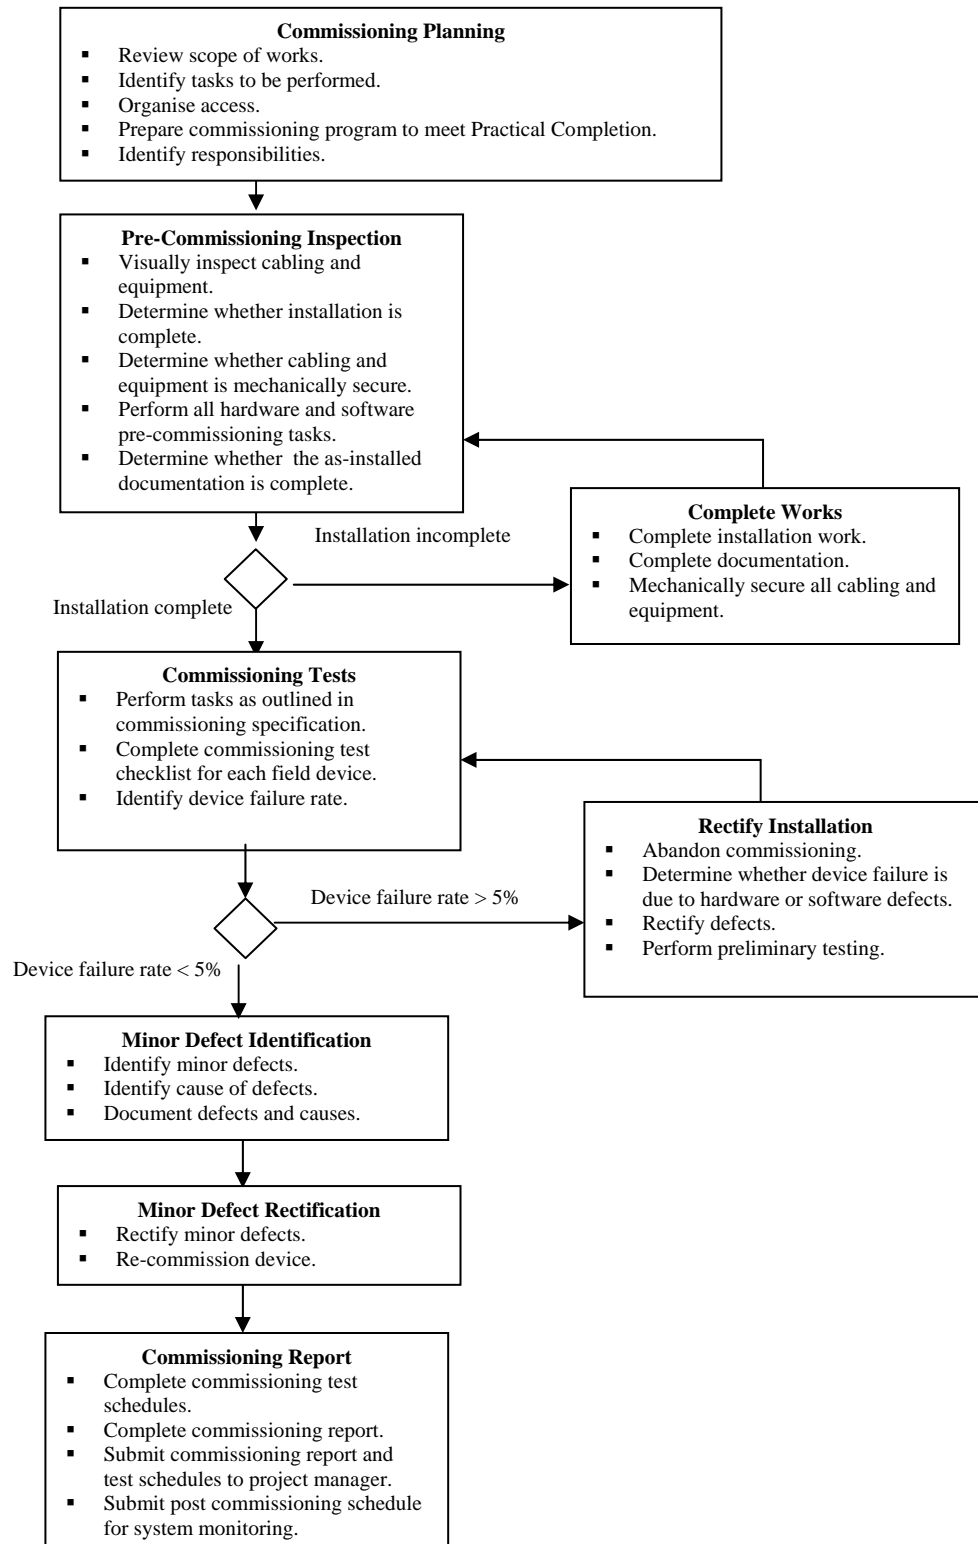 Commissioning Planning
▪ Review scope of works.
▪ Identify tasks to be performed.
▪ Organise access.
▪ Prepare commissioning program to meet Practical Completion.
▪ Identify responsibilities.
Pre-Commissioning Inspection
▪ Visually inspect cabling and
equipment.
▪ Determine whether installation is
complete.
▪ Determine whether cabling and
equipment is mechanically secure.
▪ Perform all hardware and software
pre-commissioning tasks.
▪ Determine whether the as-installed
documentation is complete.
Installation incomplete
Complete Works
▪ Complete installation work.
▪ Complete documentation.
▪ Mechanically secure all cabling and
equipment.
Installation complete
Commissioning Tests
▪ Perform tasks as outlined in
commissioning specification.
▪ Complete commissioning test
checklist for each field device.
▪ Identify device failure rate.
Device failure rate > 5%
Rectify Installation
▪ Abandon commissioning.
▪ Determine whether device failure is
due to hardware or software defects.
▪ Rectify defects.
▪ Perform preliminary testing.
Device failure rate < 5%
Minor Defect Identification
▪ Identify minor defects.
▪ Identify cause of defects.
▪ Document defects and causes.
Minor Defect Rectification
▪ Rectify minor defects.
▪ Re-commission device.
Commissioning Report
▪ Complete commissioning test
schedules.
▪ Complete commissioning report.
▪ Submit commissioning report and
test schedules to project manager.
▪ Submit post commissioning schedule
for system monitoring.